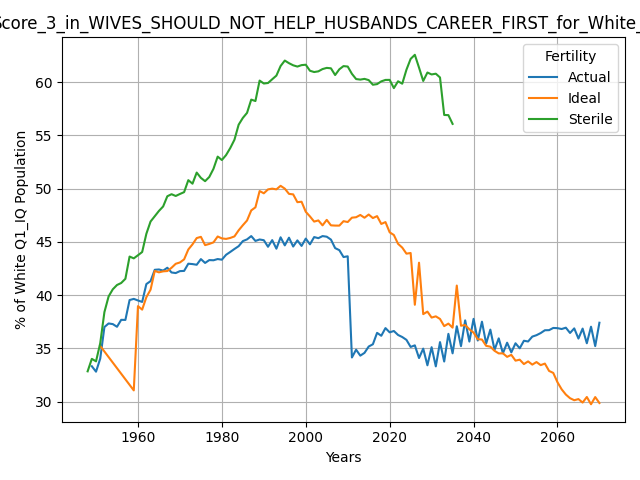 Score_3_in_WIVES_SHOULD_NOT_HELP_HUSBANDS_CAREER_FIRST_for_White_
Fertility
Actual
Ideal
Sterile
% of White Q1_IQ Population
60
55
50
45
40
35
30
1960 1980 2000 2020 2040 2060
Years